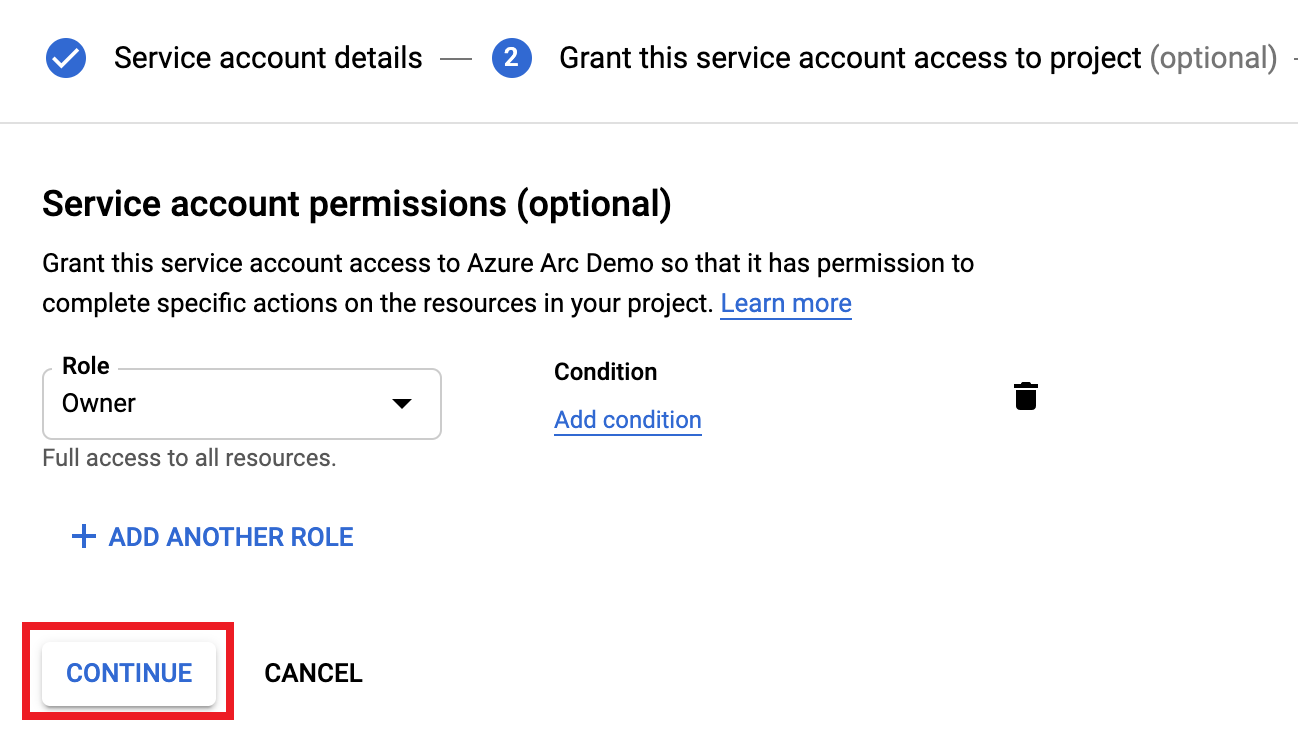 Service account details — 2 Grant this service account access to project (optional)
Service account permissions (optional)
Grant this service account access to Azure Arc Demo so that it has permission to
complete specific actions on the resources in your project. Learn more
Role
Owner
Full access to all resources.
Condition
Add condition
ADD ANOTHER ROLE
CONTINUE CANCEL